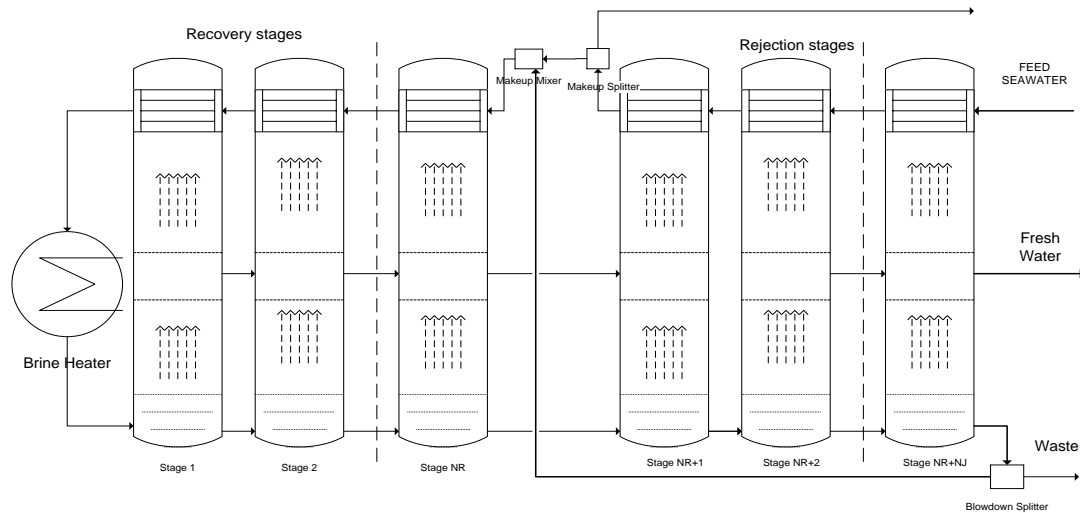 Recovery stages
Rejection stages
FEED
SEAWATER
Makeup Mixer
Makeup Splitter
Fresh
Water
Brine Heater
Waste
Stage 1
Stage 2
Stage NR
Stage NR+1
Stage NR+2
Stage NR+NJ
Blowdown Splitter